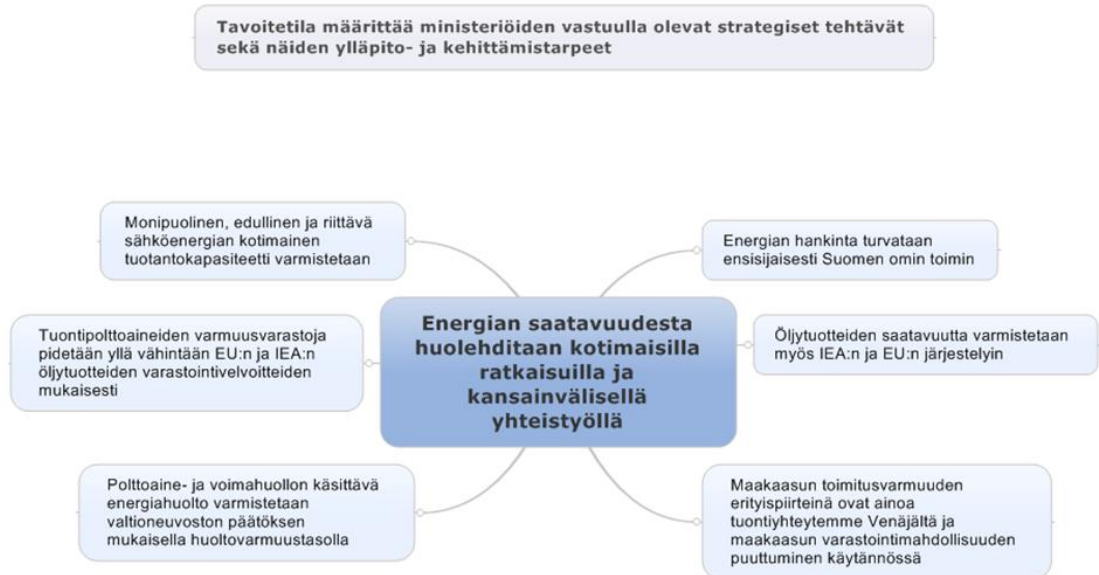 Tavoitetila määrittää ministeriöiden vastuulla olevat strategiset tehtävät
sekä näiden ylläpito- ja kehittämistarpeet
Monipuolinen, edullinen ja riittävä
sähköenergian kotimainen
tuotantokapasiteetti varmistetaan
Energian hankinta turvataan
ensisijaisesti Suomen omin toimin
Tuontipolttoaineiden varmuusvarastoja
pidetään yllä vähintään EU:n ja IEA:n
öljytuotteiden varastointivelvoitteiden
mukaisesti
Energian saatavuudesta
huolehditaan kotimaisilla
ratkaisuilla ja
kansainvälisellä
yhteistyöllä
Öljytuotteiden saatavuutta varmistetaan
myös IEA:n ja EU:n järjestelyin
Polttoaine- ja voimahuollon käsittävä
energiahuolto varmistetaan
valtioneuvoston päätöksen
mukaisella huoltovarmuustasolla
Maakaasun toimitusvarmuuden
erityispiirteinä ovat ainoa
tuontiyhteytemme Venäjältä ja
maakaasun varastointimahdollisuuden
puuttuminen käytännössä